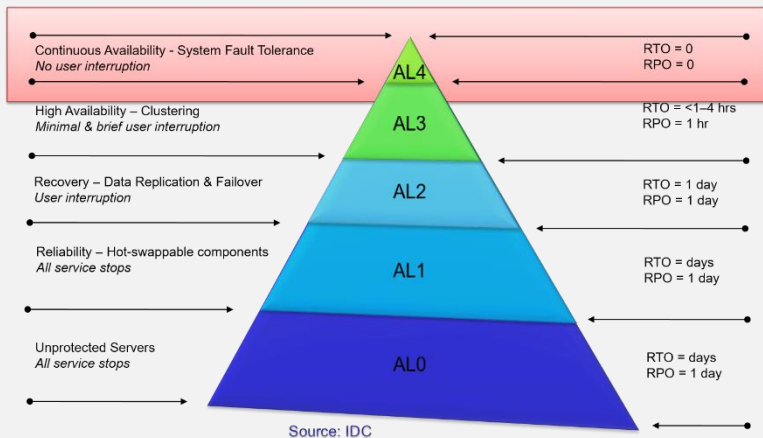 Continuous Availability - System Fault Tolerance
No user interruption
AL4
RTO = 0
RPO = 0
High Availability – Clustering
Minimal & brief user interruption
AL3
RTO = <1–4 hrs
RPO = 1 hr
Recovery – Data Replication & Failover
User interruption
AL2
RTO = 1 day
RPO = 1 day
Reliability – Hot-swappable components
All service stops
AL1
RTO = days
RPO = 1 day
Unprotected Servers
All service stops
AL0
RTO = days
RPO = 1 day
Source: IDC